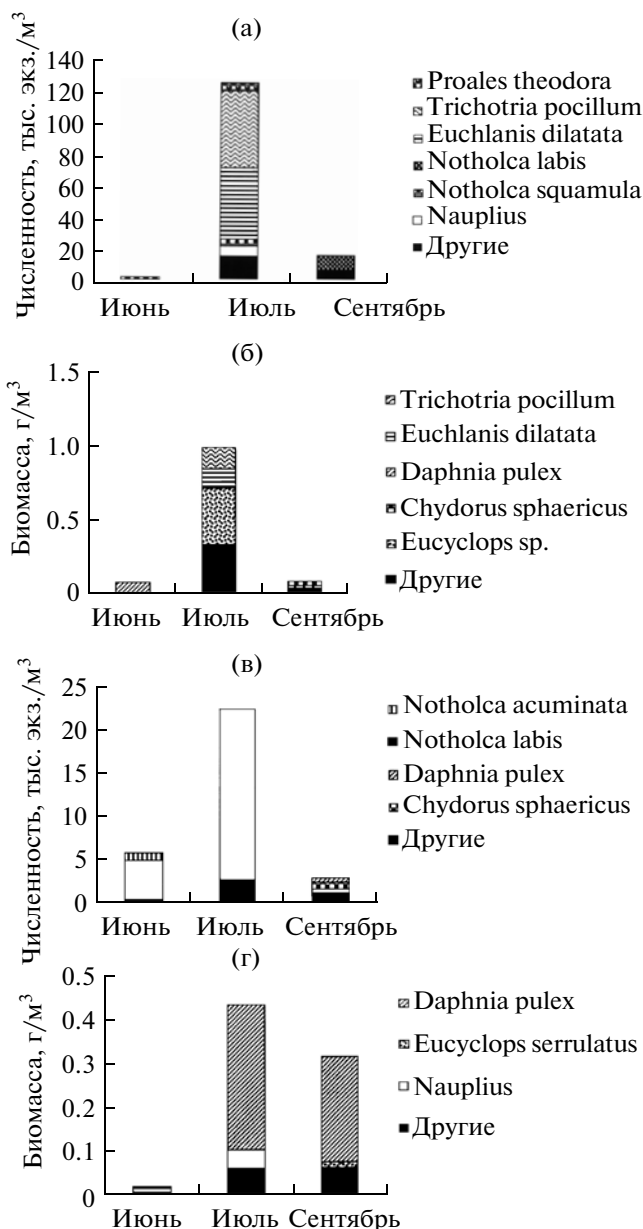 (а)
Численность, тыс. экз./м³
140
120
100
80
60
40
20
0
Июнь Июль Сентябрь
Proales theodora
Trichotria pocillum
Euchlanis dilatata
Notholca labis
Notholca squamula
Nauplius
Другие
(б)
Биомасса, г/м³
1.5
1.0
0.5
0
Июнь Июль Сентябрь
Trichotria pocillum
Euchlanis dilatata
Daphnia pulex
Chydorus sphaericus
Eucyclops sp.
Другие
(в)
Численность, тыс. экз./м³
25
20
15
10
5
0
Июнь Июль Сентябрь
Notholca acuminata
Notholca labis
Daphnia pulex
Chydorus sphaericus
Другие
(г)
Биомасса, г/м³
0.5
0.4
0.3
0.2
0.1
0
Июнь Июль Сентябрь
Daphnia pulex
Eucyclops serrulatus
Nauplius
Другие